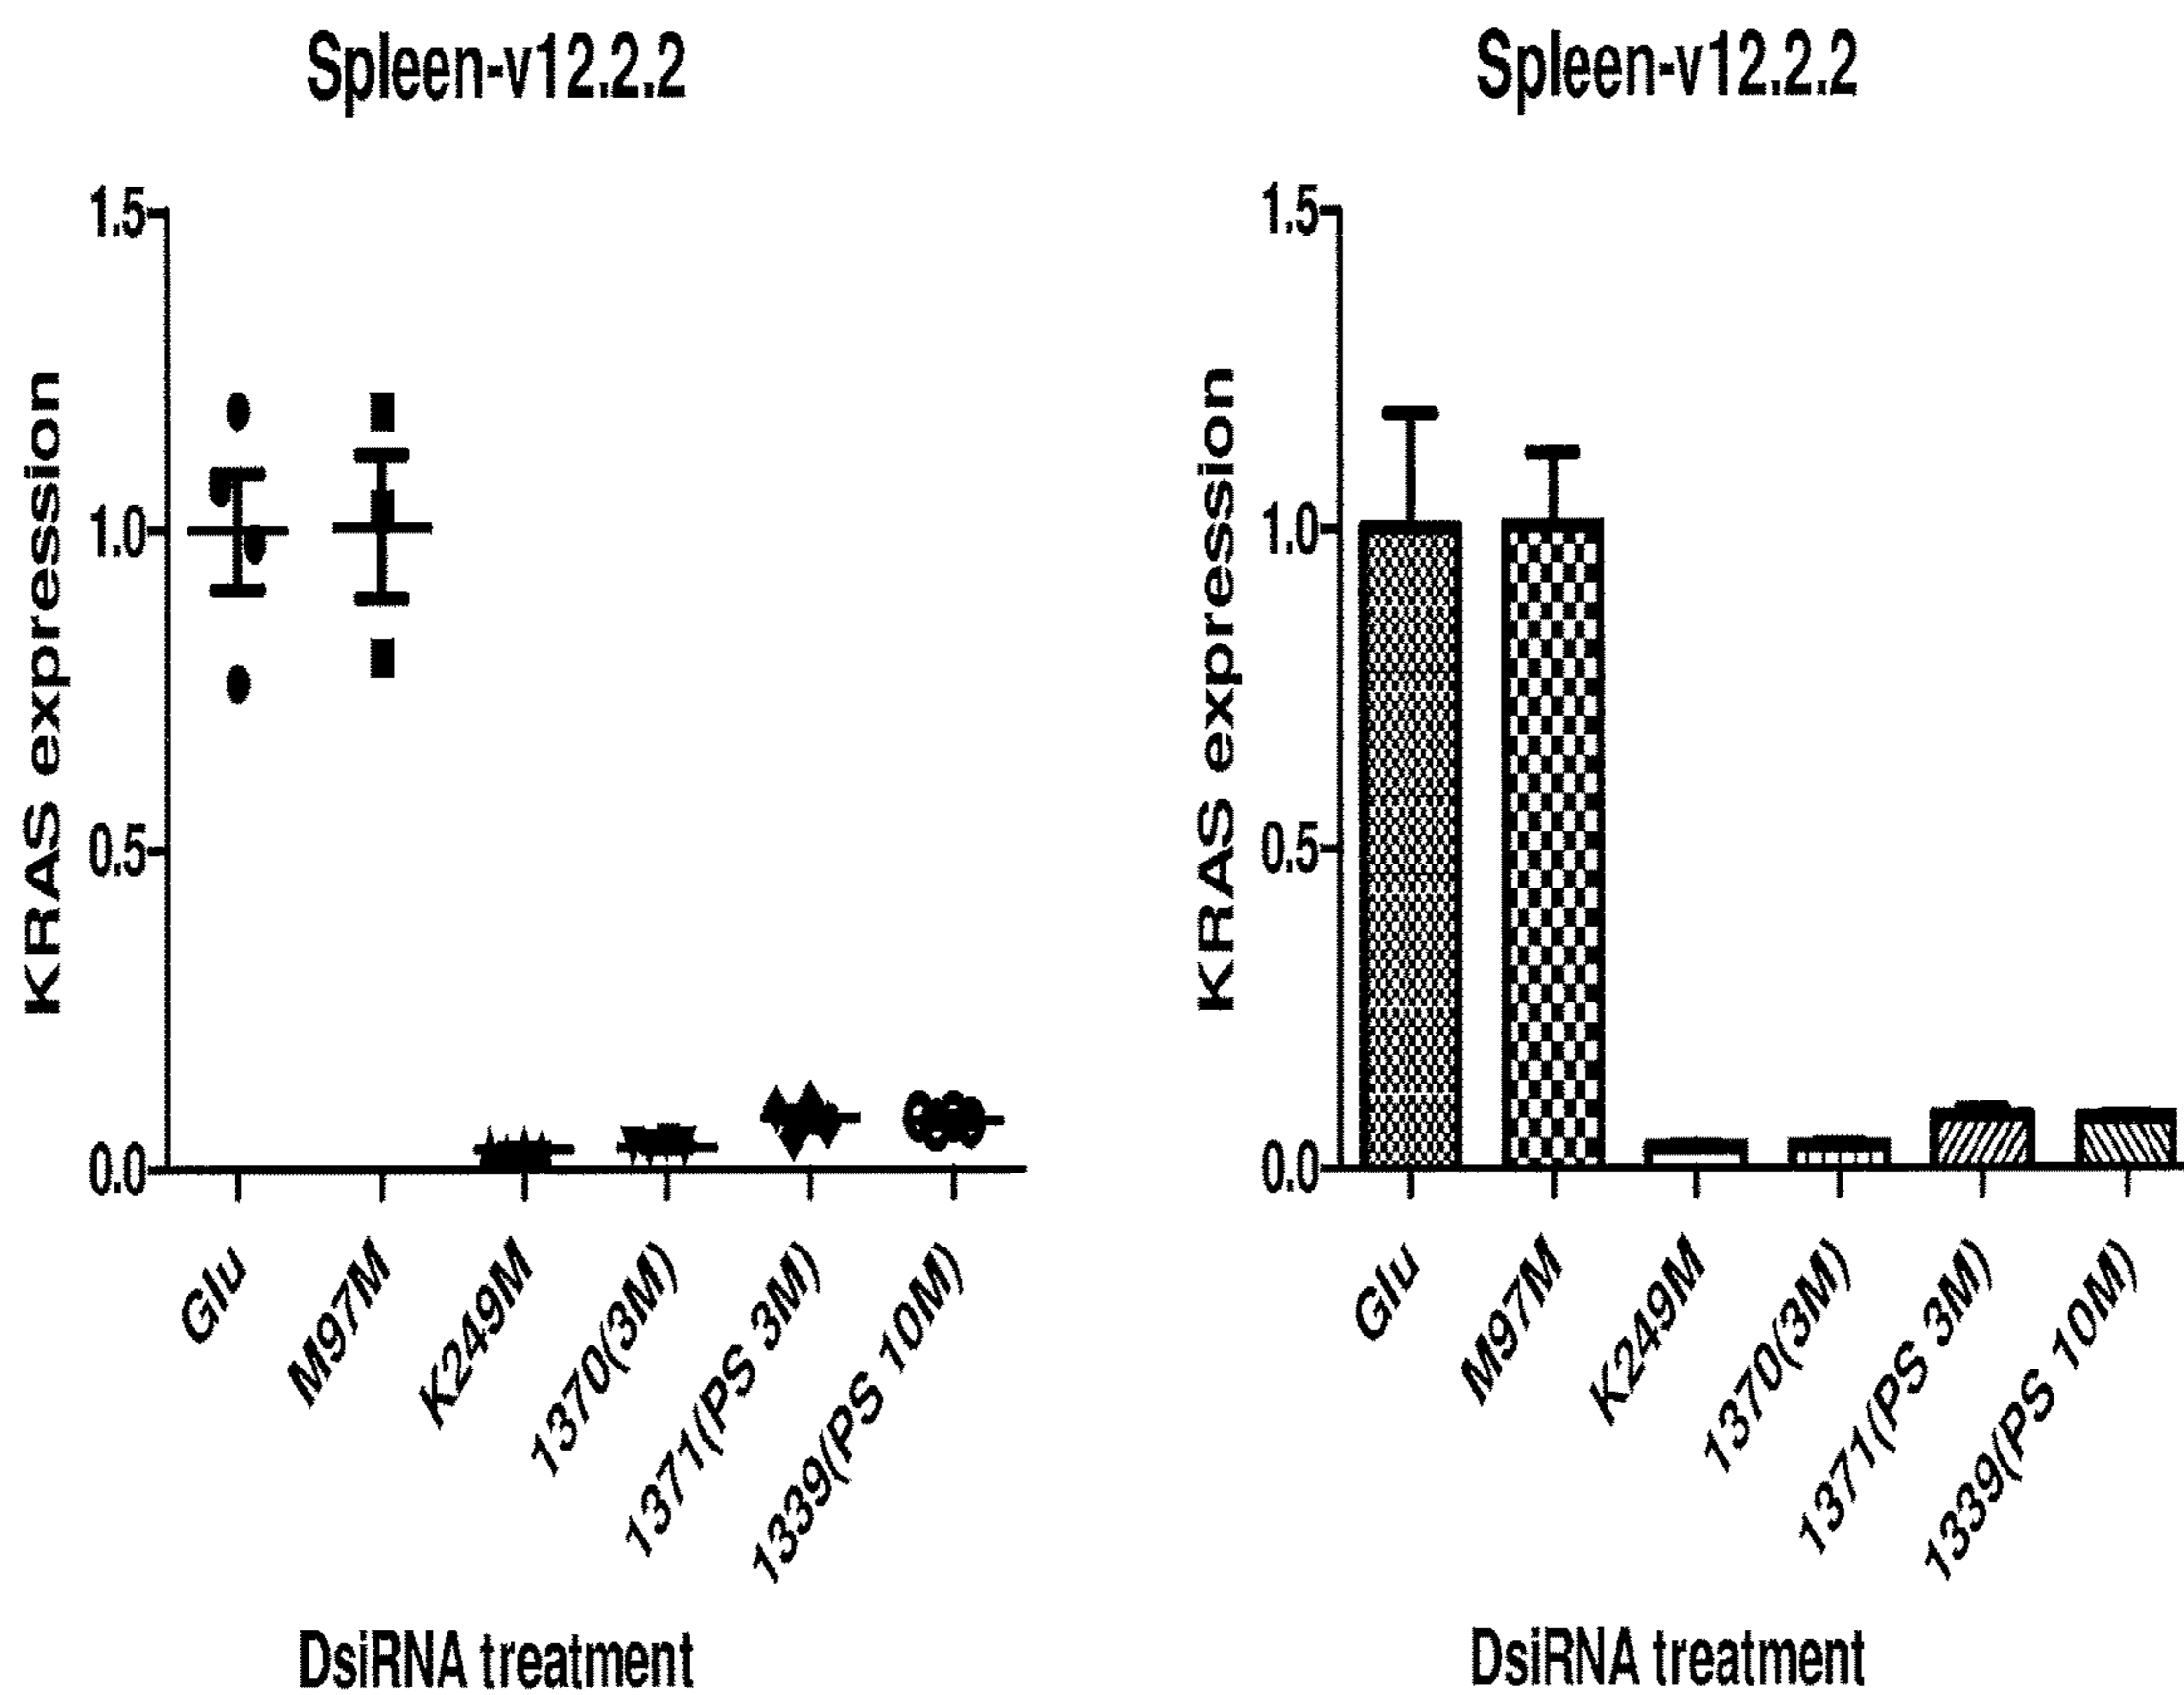 Spleen-v12.2.2
KRAS expression
1.5
1.0
0.5
0.0
Glu
M97M
K249M
1370(3M)
1371(PS 3M)
1339(PS 10M)
DsiRNA treatment
Spleen-v12.2.2
KRAS expression
1.5
1.0
0.5
0.0
Glu
M97M
K249M
1370(3M)
1371(PS 3M)
1339(PS 10M)
DsiRNA treatment